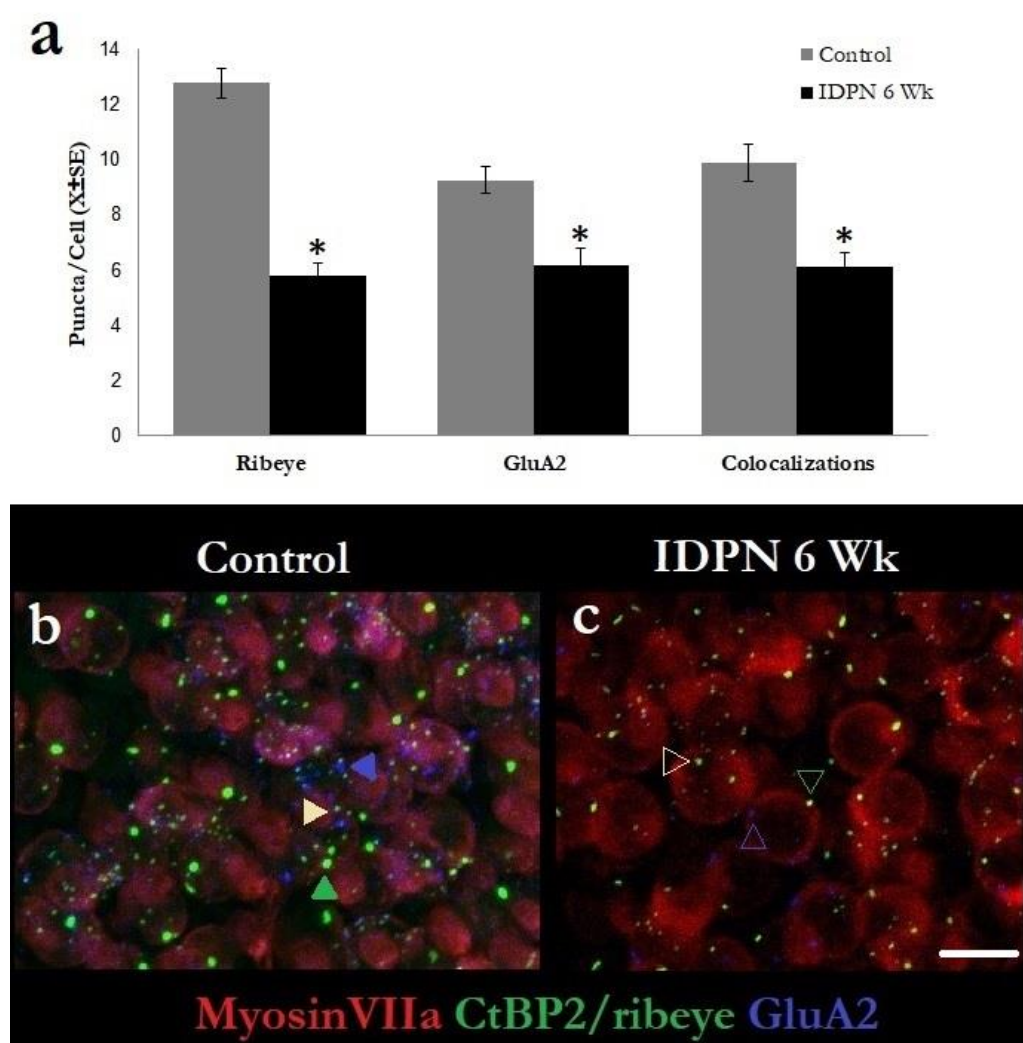 a
14
12
10
8
6
4
2
0
Puncta/Cell (X±SE)
Control
IDPN 6 Wk
*
*
*
Ribeye GluA2 Colocalizations
Control IDPN 6 Wk
b c
MyosinVIIa CtBP2/ribeye GluA2